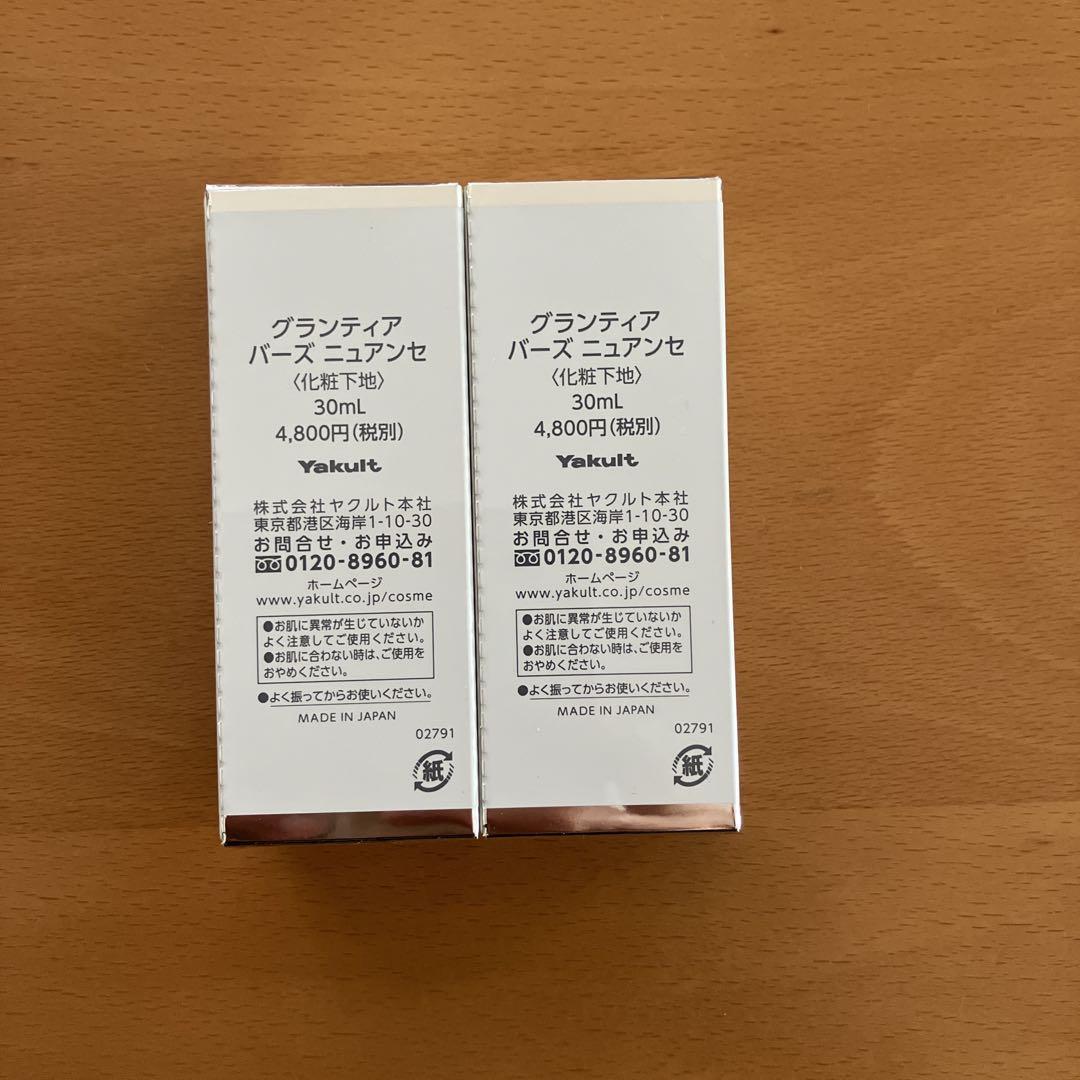 グランティア
バーズ ニュアンセ
〈化粧下地〉
30mL
4,800円(税別)
Yakult
株式会社ヤクルト本社
東京都港区海岸1-10-30
お問合せ・お申込み
0120-8960-81
ホームページ
www.yakult.co.jp/cosme
●お肌に異常が生じていないか
よく注意してご使用ください。
●お肌に合わない時は、ご使用を
おやめください。
●よく振ってからお使いください。
MADE IN JAPAN
02791
紙
グランティア
バーズ ニュアンセ
〈化粧下地〉
30mL
4,800円(税別)
Yakult
株式会社ヤクルト本社
東京都港区海岸1-10-30
お問合せ・お申込み
0120-8960-81
ホームページ
www.yakult.co.jp/cosme
●お肌に異常が生じていないか
よく注意してご使用ください。
●お肌に合わない時は、ご使用を
おやめください。
●よく振ってからお使いください。
MADE IN JAPAN
02791
紙